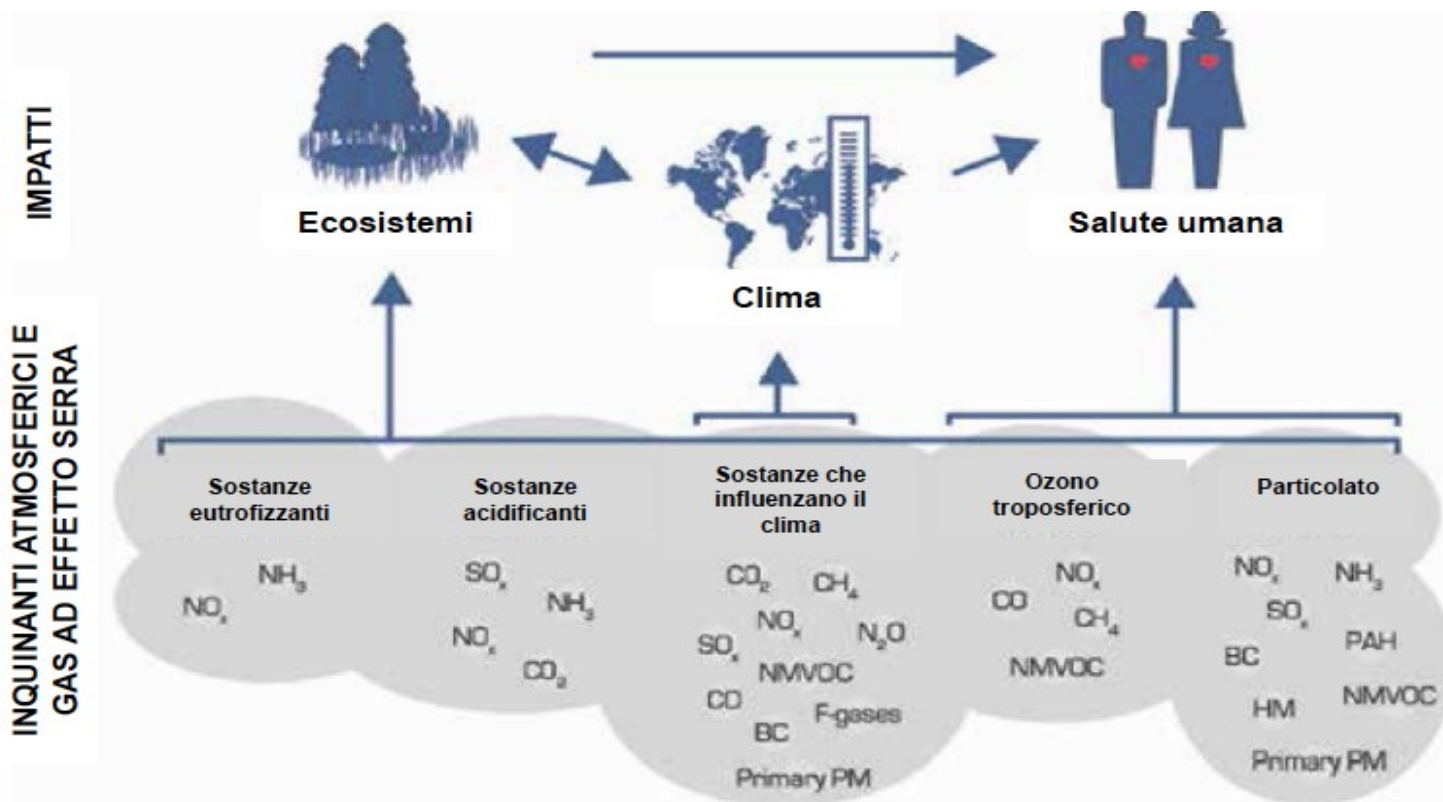 IMPATTI
Ecosistemi
Clima
Salute umana
INQUINANTI ATMOSFERICI E
GAS AD EFFETTO SERRA
Sostanze
eutrofizzanti
NH₃
NOₓ
Sostanze
acidificanti
SOₓ
NH₃
NOₓ
CO₂
Sostanze che
influenzano il
clima
CO₂
CH₄
NOₓ
N₂O
SOₓ
NMVOC
CO
F-gases
BC
Primary PM
Ozono
troposferico
NOₓ
CO
CH₄
NMVOC
Particolato
NOₓ
NH₃
SOₓ
PAH
BC
NMVOC
HM
Primary PM